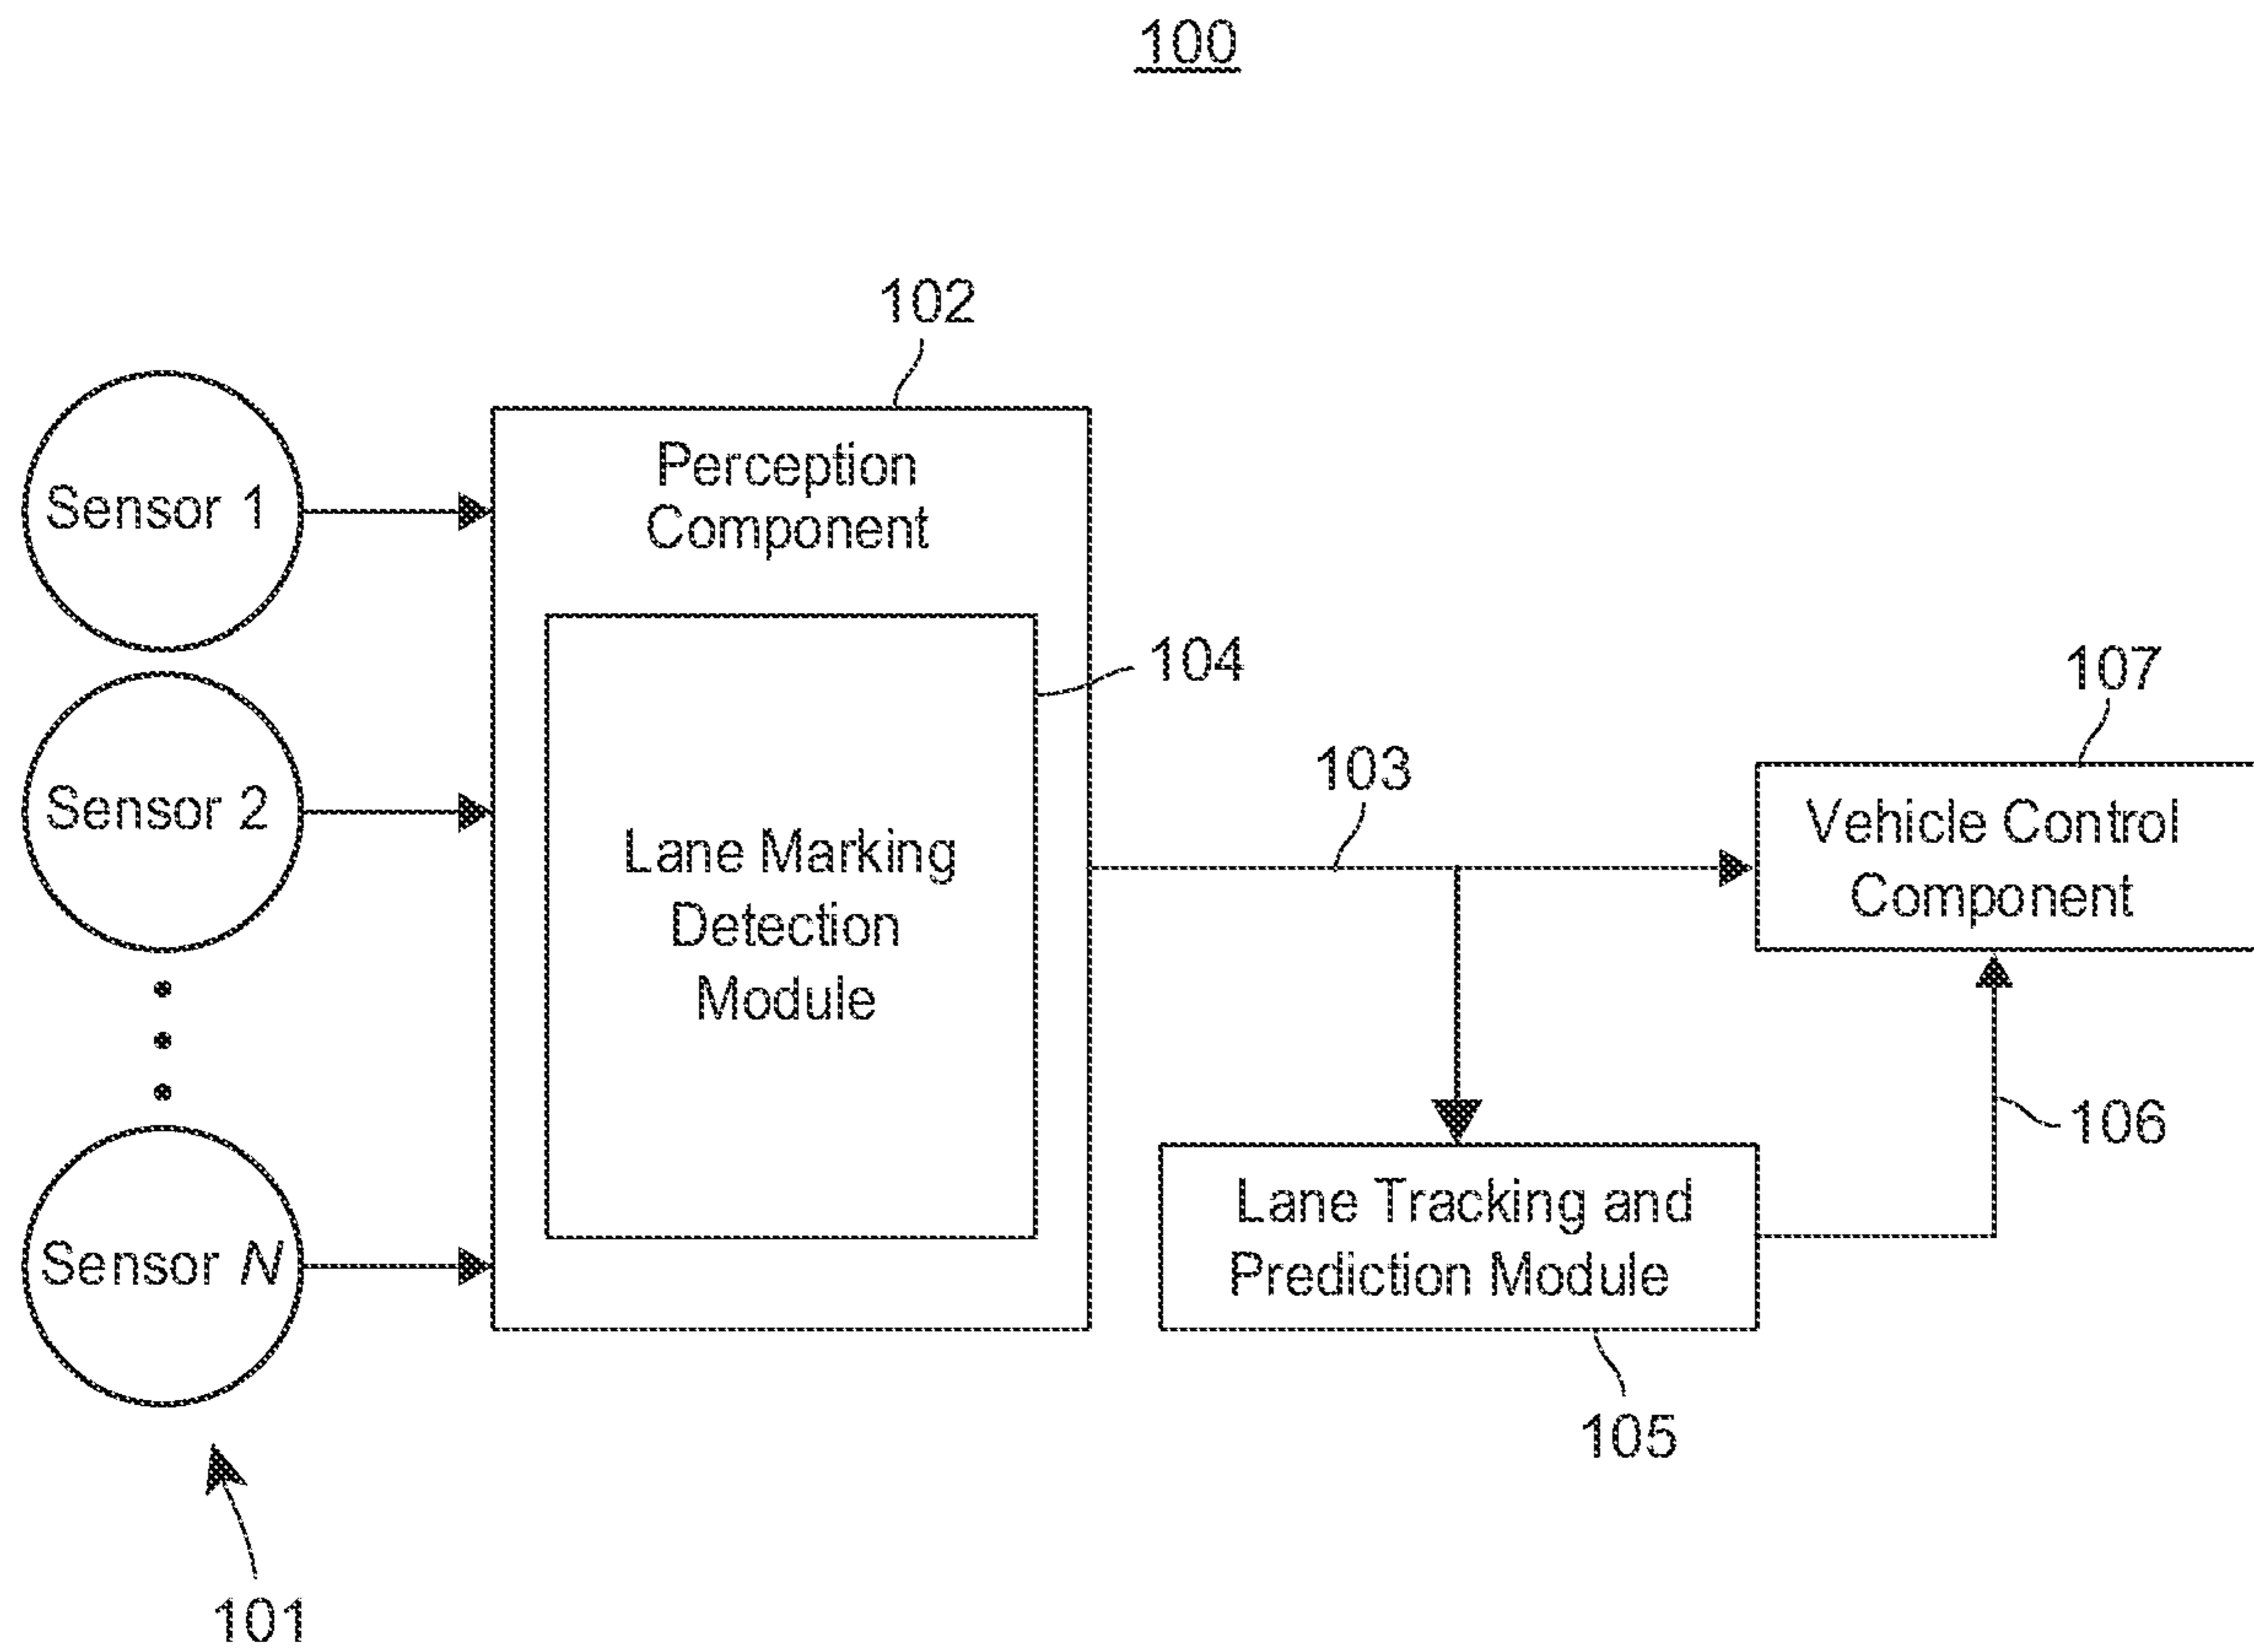 100
102
Perception
Component
Sensor 1
104
107
Sensor 2
103
Vehicle Control
Component
Lane Marking
Detection
Module
106
Lane Tracking and
Prediction Module
Sensor N
105
101